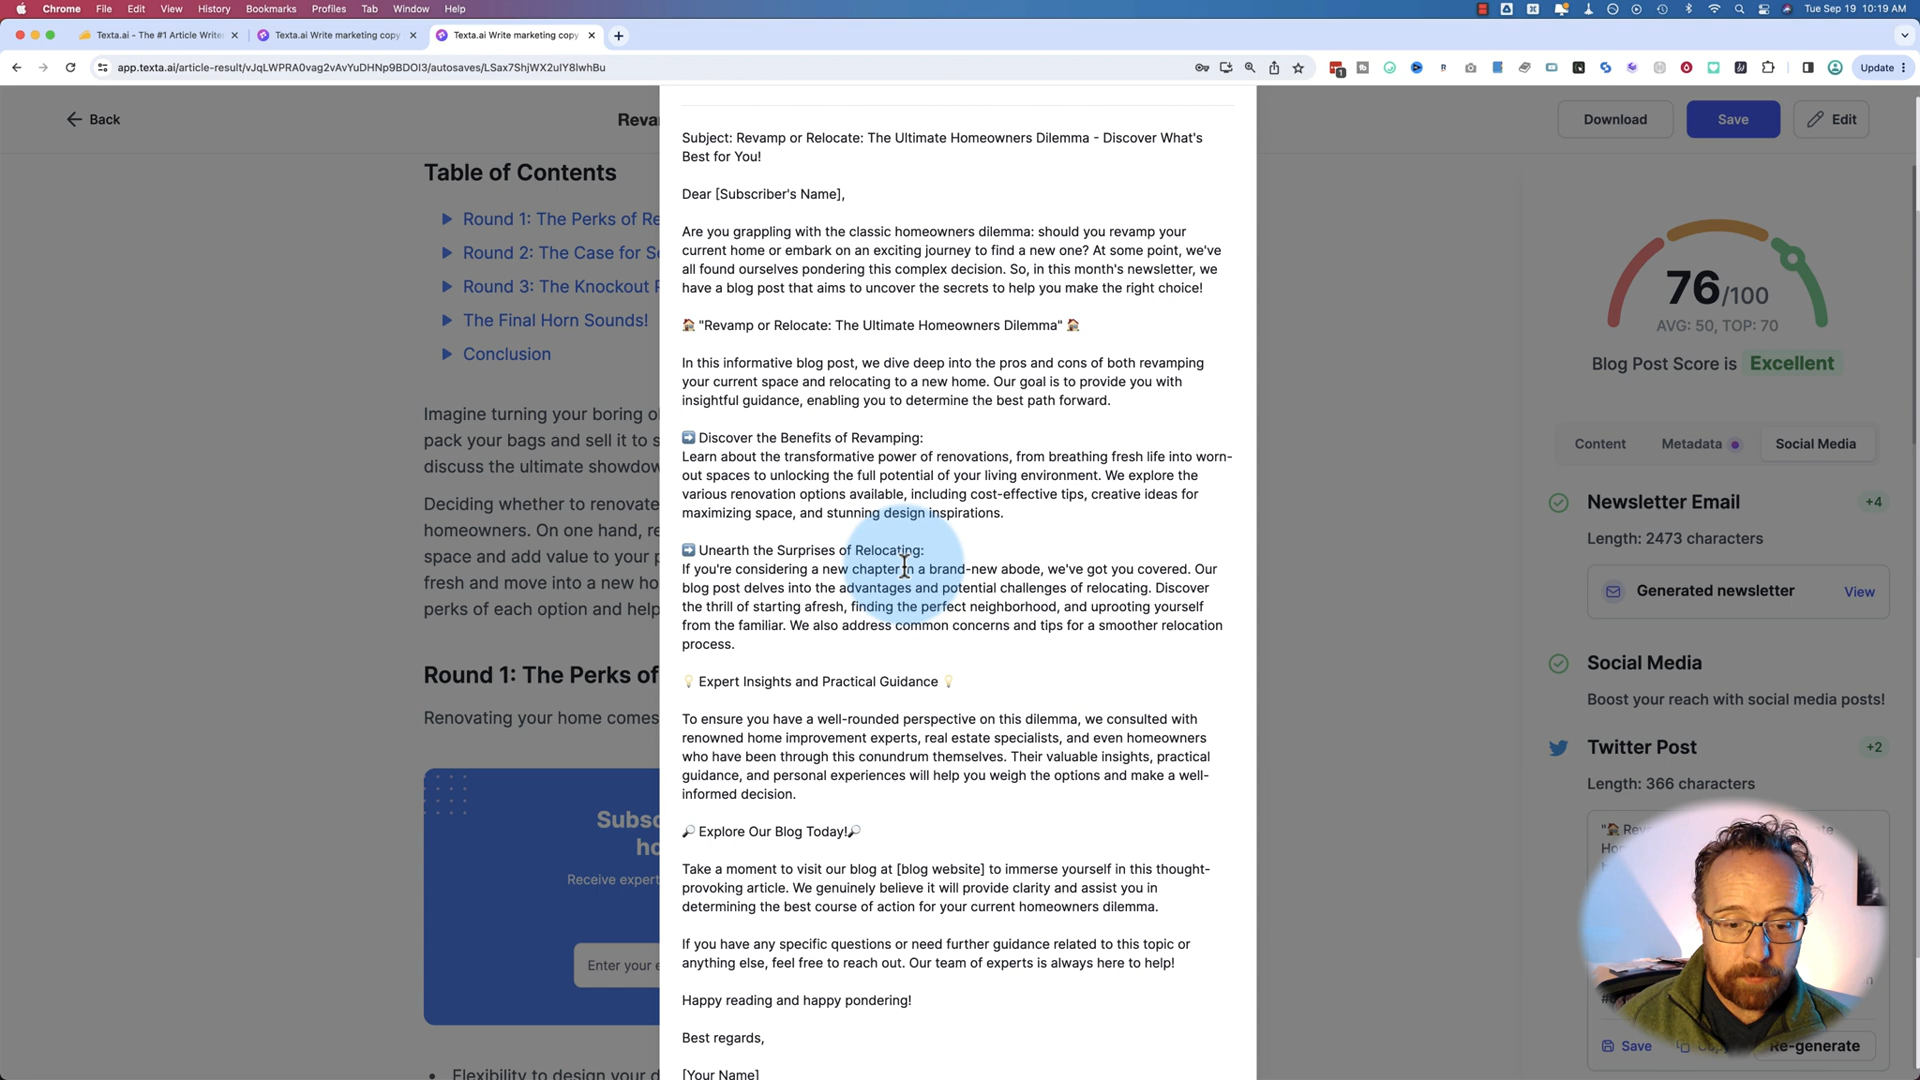 Chrome File Edit View History Bookmarks Profiles Tab Window Help
Tue Sep 19 10:19 AM
Texta.ai - The #1 Article Writer
Texta.ai Write marketing copy
Texta.ai Write marketing copy
app.texta.ai/article-result/vJqLWPRA0vag2vAvYuDHNp9BDOI3/autosaves/LSax7ShjWX2uIY8lwhBu
Update
Back
Reva
Download
Save
Edit
Table of Contents
Round 1: The Perks of Re
Round 2: The Case for Se
Round 3: The Knockout F
The Final Horn Sounds!
Conclusion
Imagine turning your boring o
pack your bags and sell it to s
discuss the ultimate showdow
Deciding whether to renovate
homeowners. On one hand, re
space and add value to your p
fresh and move into a new ho
perks of each option and help
Round 1: The Perks of
Renovating your home comes
Subsc
ho
Receive expert
Enter your e
Flexibility to design your d
Subject: Revamp or Relocate: The Ultimate Homeowners Dilemma - Discover What's
Best for You!
Dear [Subscriber's Name],
Are you grappling with the classic homeowners dilemma: should you revamp your
current home or embark on an exciting journey to find a new one? At some point, we've
all found ourselves pondering this complex decision. So, in this month's newsletter, we
have a blog post that aims to uncover the secrets to help you make the right choice!
🏠 "Revamp or Relocate: The Ultimate Homeowners Dilemma" 🏠
In this informative blog post, we dive deep into the pros and cons of both revamping
your current space and relocating to a new home. Our goal is to provide you with
insightful guidance, enabling you to determine the best path forward.
➡️ Discover the Benefits of Revamping:
Learn about the transformative power of renovations, from breathing fresh life into worn-
out spaces to unlocking the full potential of your living environment. We explore the
various renovation options available, including cost-effective tips, creative ideas for
maximizing space, and stunning design inspirations.
➡️ Unearth the Surprises of Relocating:
If you're considering a new chapter in a brand-new abode, we've got you covered. Our
blog post delves into the advantages and potential challenges of relocating. Discover
the thrill of starting afresh, finding the perfect neighborhood, and uprooting yourself
from the familiar. We also address common concerns and tips for a smoother relocation
process.
💡 Expert Insights and Practical Guidance 💡
To ensure you have a well-rounded perspective on this dilemma, we consulted with
renowned home improvement experts, real estate specialists, and even homeowners
who have been through this conundrum themselves. Their valuable insights, practical
guidance, and personal experiences will help you weigh the options and make a well-
informed decision.
🔎 Explore Our Blog Today!🔎
Take a moment to visit our blog at [blog website] to immerse yourself in this thought-
provoking article. We genuinely believe it will provide clarity and assist you in
determining the best course of action for your current homeowners dilemma.
If you have any specific questions or need further guidance related to this topic or
anything else, feel free to reach out. Our team of experts is always here to help!
Happy reading and happy pondering!
Best regards,
[Your Name]
76/100
AVG: 50, TOP: 70
Blog Post Score is Excellent
Content Metadata Social Media
Newsletter Email +4
Length: 2473 characters
Generated newsletter View
Social Media
Boost your reach with social media posts!
Twitter Post +2
Length: 366 characters
Save
Re-generate